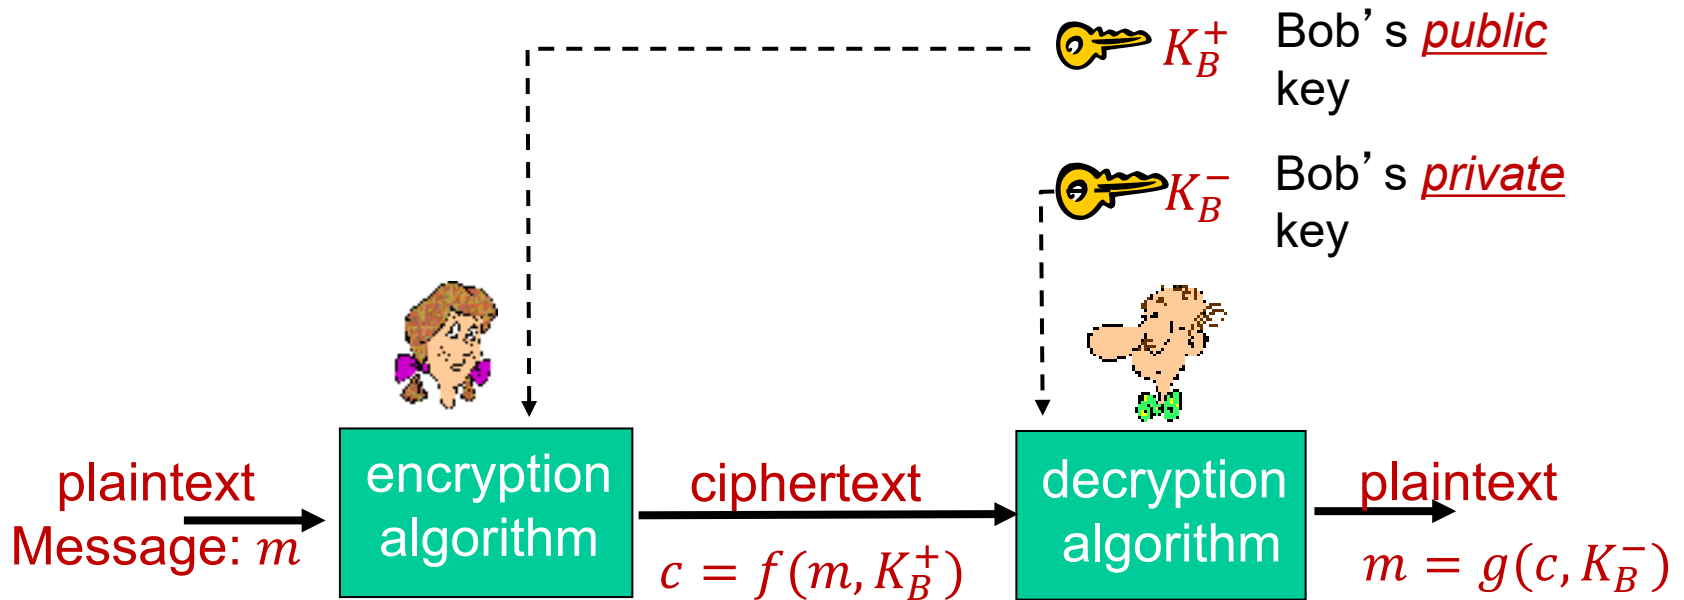 K_B^+ Bob's public
key
K_B^- Bob's private
key
plaintext
Message: m
encryption
algorithm
ciphertext
c = f(m, K_B^+)
decryption
algorithm
plaintext
m = g(c, K_B^-)